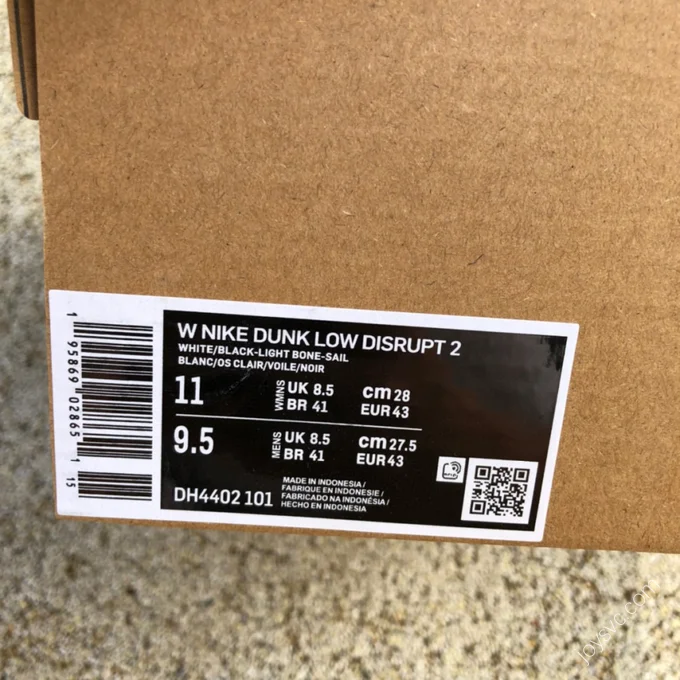 W NIKE DUNK LOW DISRUPT 2
WHITE/BLACK-LIGHT BONE-SAIL
BLANC/OS CLAIR/VOILE/NOIR
11 WMNS UK 8.5 cm 28
BR 41 EUR 43
9.5 MENS UK 8.5 cm 27.5
BR 41 EUR 43
DH4402 101
MADE IN INDONESIA/
FABRIQUE EN INDONESIE/
FABRICADO NA INDONÉSIA/
HECHO EN INDONESIA
1 95869 02865 1 15
joysvc.com